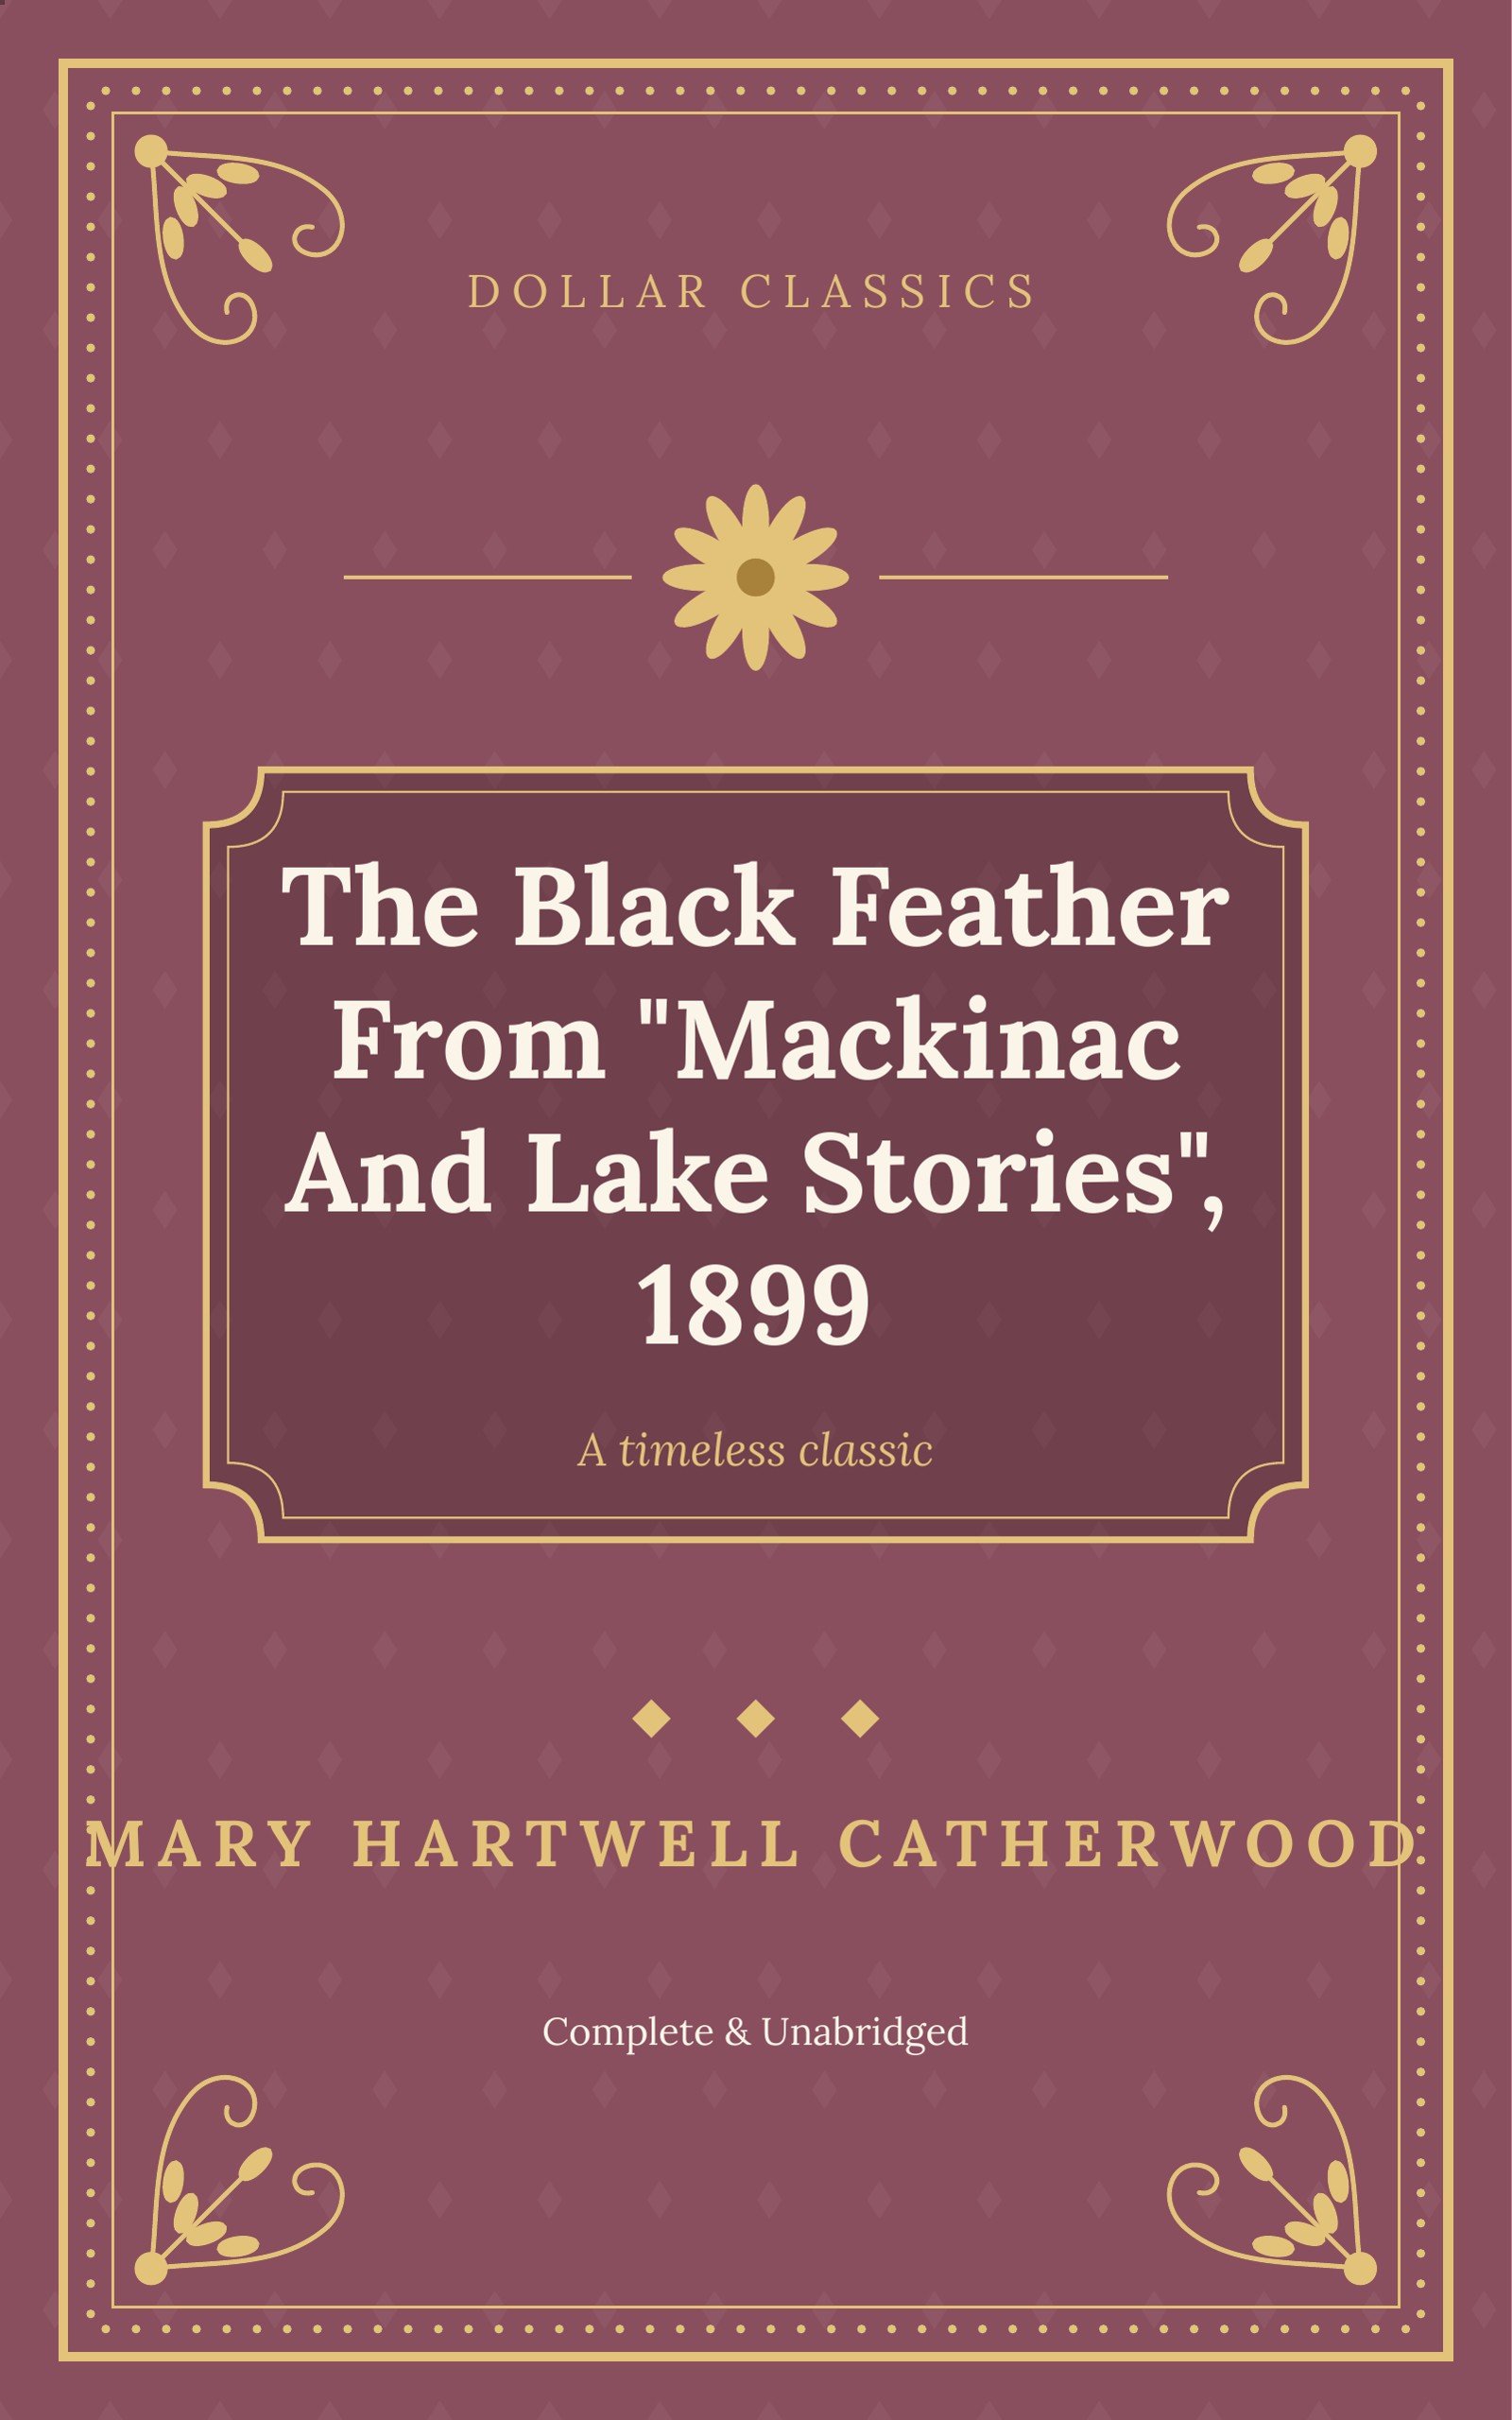 DOLLAR CLASSICS
The Black Feather
From "Mackinac
And Lake Stories",
1899
A timeless classic
MARY HARTWELL CATHERWOOD
Complete & Unabridged